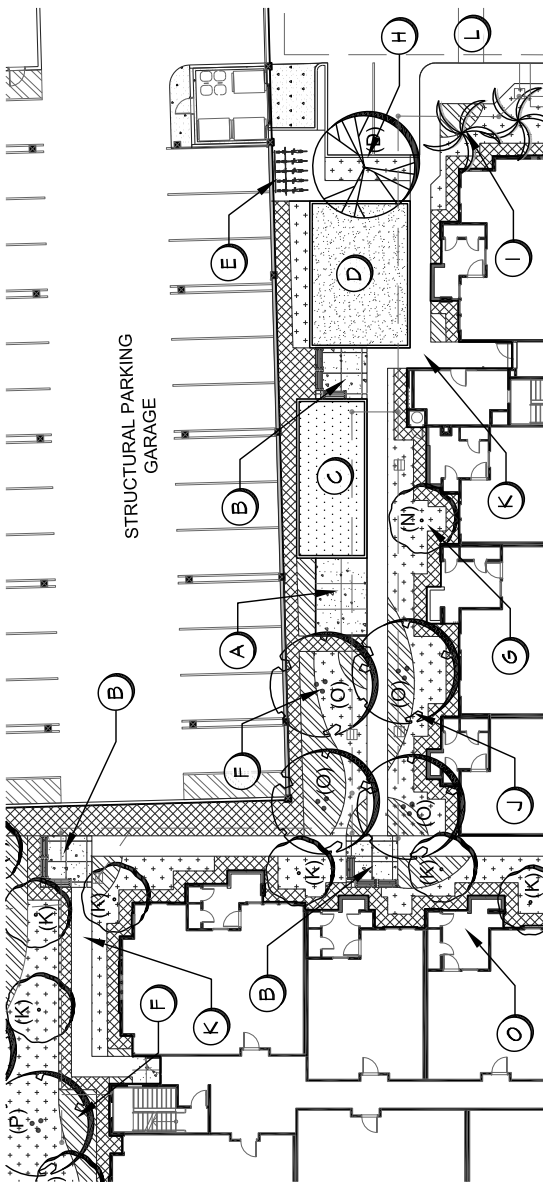 H
L
(D)
E
D
I
STRUCTURAL PARKING
GARAGE
B
C
K
(N)
A
G
B
F
(O)
(O)
J
(O)
(O)
(K)
(K)
(K)
(K)
(K)
B
(K)
F
K
O
(P)
(K)